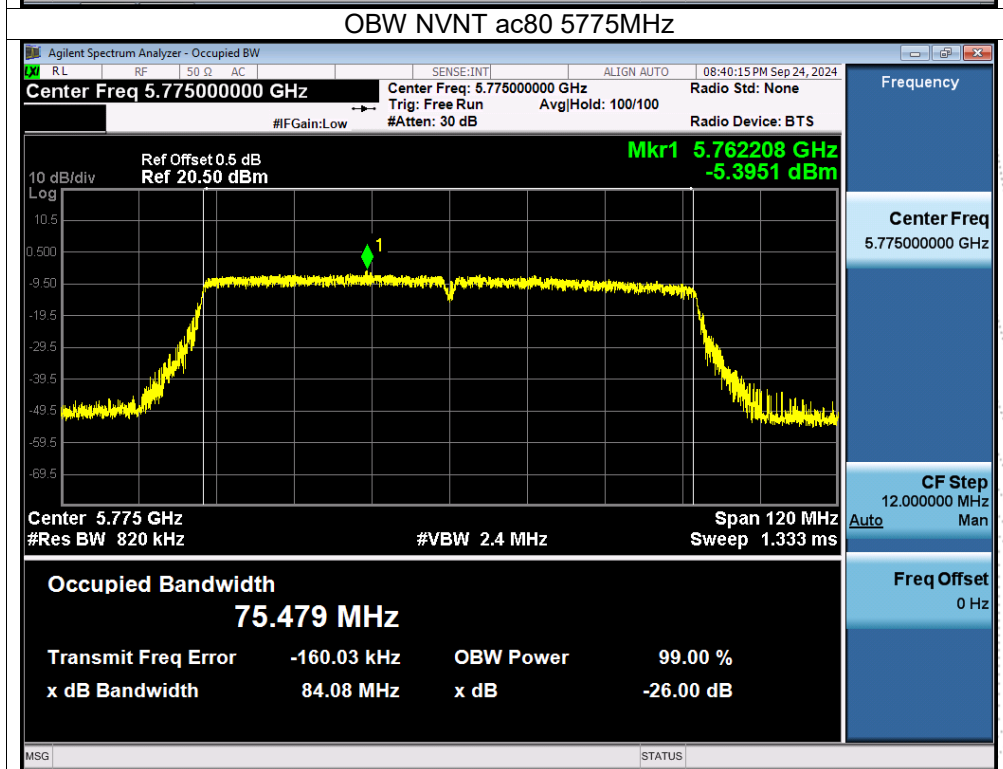 OBW NVNT ac80 5775MHz
Agilent Spectrum Analyzer - Occupied BW
LXI RL RF 50 Ω AC SENSE:INT ALIGN AUTO 08:40:15 PM Sep 24, 2024
Center Freq 5.775000000 GHz
Center Freq: 5.775000000 GHz
Radio Std: None
Trig: Free Run Avg|Hold: 100/100
#IFGain:Low
#Atten: 30 dB
Radio Device: BTS
Mkr1 5.762208 GHz
-5.3951 dBm
Ref Offset 0.5 dB
10 dB/div Ref 20.50 dBm
Log
10.5
0.500
-9.50
-19.5
-29.5
-39.5
-49.5
-59.5
-69.5
1
Center 5.775 GHz Span 120 MHz
#Res BW 820 kHz #VBW 2.4 MHz Sweep 1.333 ms
Occupied Bandwidth
75.479 MHz
Transmit Freq Error -160.03 kHz OBW Power 99.00 %
x dB Bandwidth 84.08 MHz x dB -26.00 dB
MSG STATUS
Frequency
Center Freq
5.775000000 GHz
CF Step
12.000000 MHz
Auto Man
Freq Offset
0 Hz